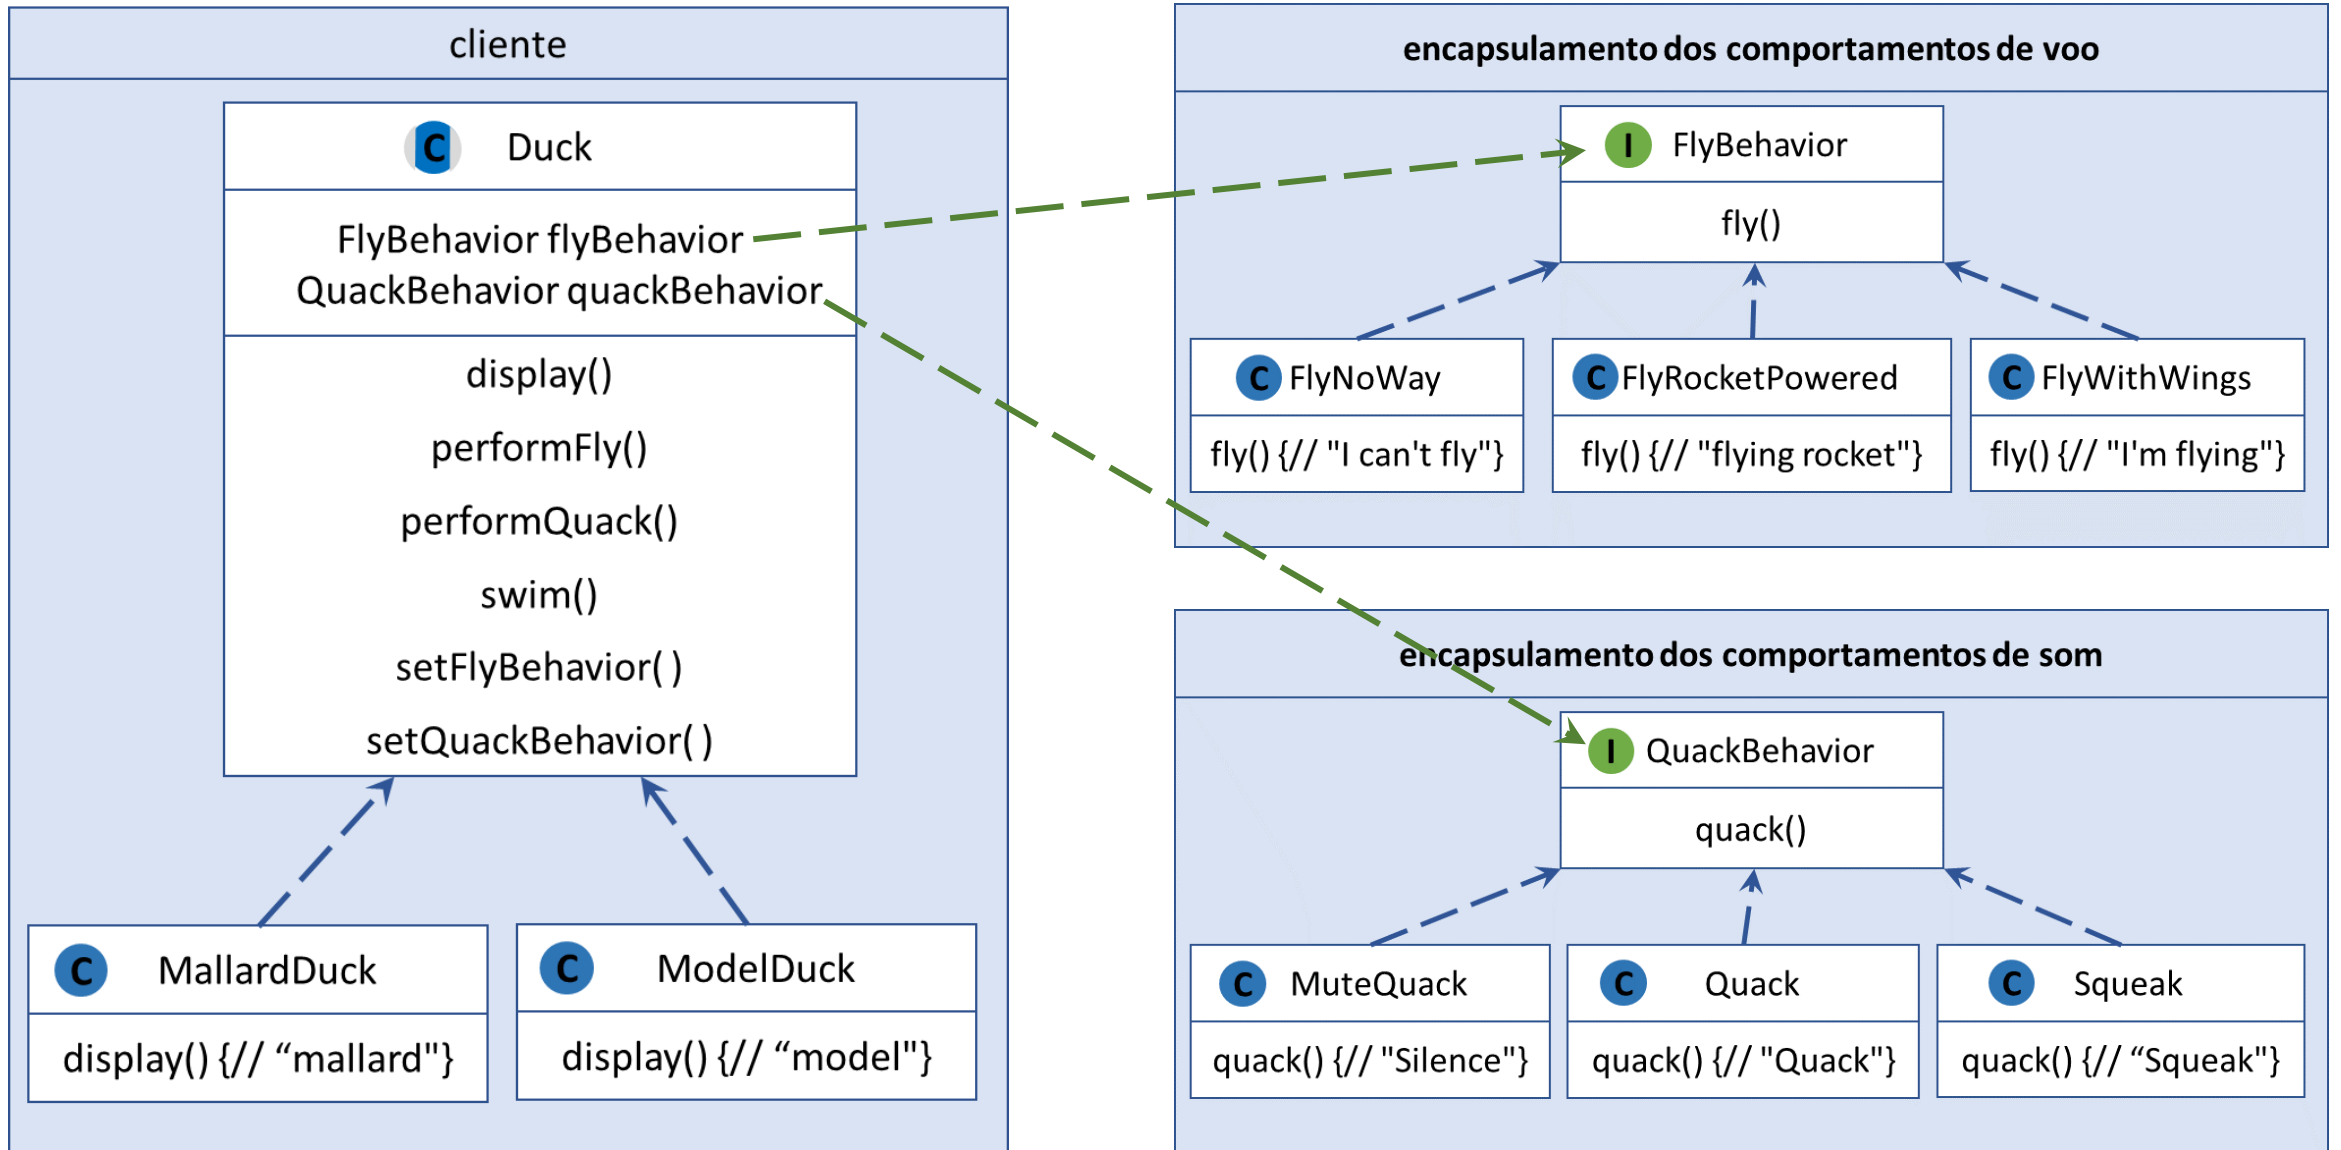 cliente
C Duck
FlyBehavior flyBehavior
QuackBehavior quackBehavior
display()
performFly()
performQuack()
swim()
setFlyBehavior( )
setQuackBehavior( )
C MallardDuck
display() {// “mallard"}
C ModelDuck
display() {// “model"}
encapsulamento dos comportamentos de voo
I FlyBehavior
fly()
C FlyNoWay
fly() {// "I can't fly"}
C FlyRocketPowered
fly() {// "flying rocket"}
C FlyWithWings
fly() {// "I'm flying"}
encapsulamento dos comportamentos de som
I QuackBehavior
quack()
C MuteQuack
quack() {// "Silence"}
C Quack
quack() {// "Quack"}
C Squeak
quack() {// “Squeak"}